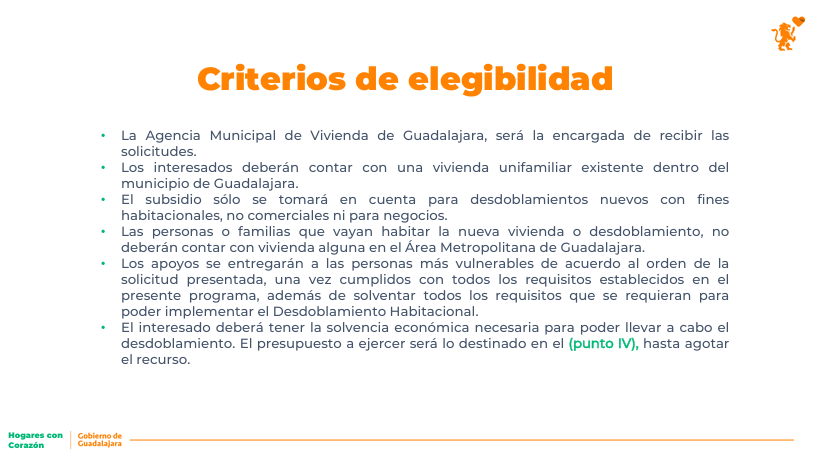 Criterios de elegibilidad
• La Agencia Municipal de Vivienda de Guadalajara, será la encargada de recibir las
solicitudes.
• Los interesados deberán contar con una vivienda unifamiliar existente dentro del
municipio de Guadalajara.
• El subsidio sólo se tomará en cuenta para desdoblamientos nuevos con fines
habitacionales, no comerciales ni para negocios.
• Las personas o familias que vayan habitar la nueva vivienda o desdoblamiento, no
deberán contar con vivienda alguna en el Área Metropolitana de Guadalajara.
• Los apoyos se entregarán a las personas más vulnerables de acuerdo al orden de la
solicitud presentada, una vez cumplidos con todos los requisitos establecidos en el
presente programa, además de solventar todos los requisitos que se requieran para
poder implementar el Desdoblamiento Habitacional.
• El interesado deberá tener la solvencia económica necesaria para poder llevar a cabo el
desdoblamiento. El presupuesto a ejercer será lo destinado en el (punto IV), hasta agotar
el recurso.
Hogares con
Corazón
Gobierno de
Guadalajara